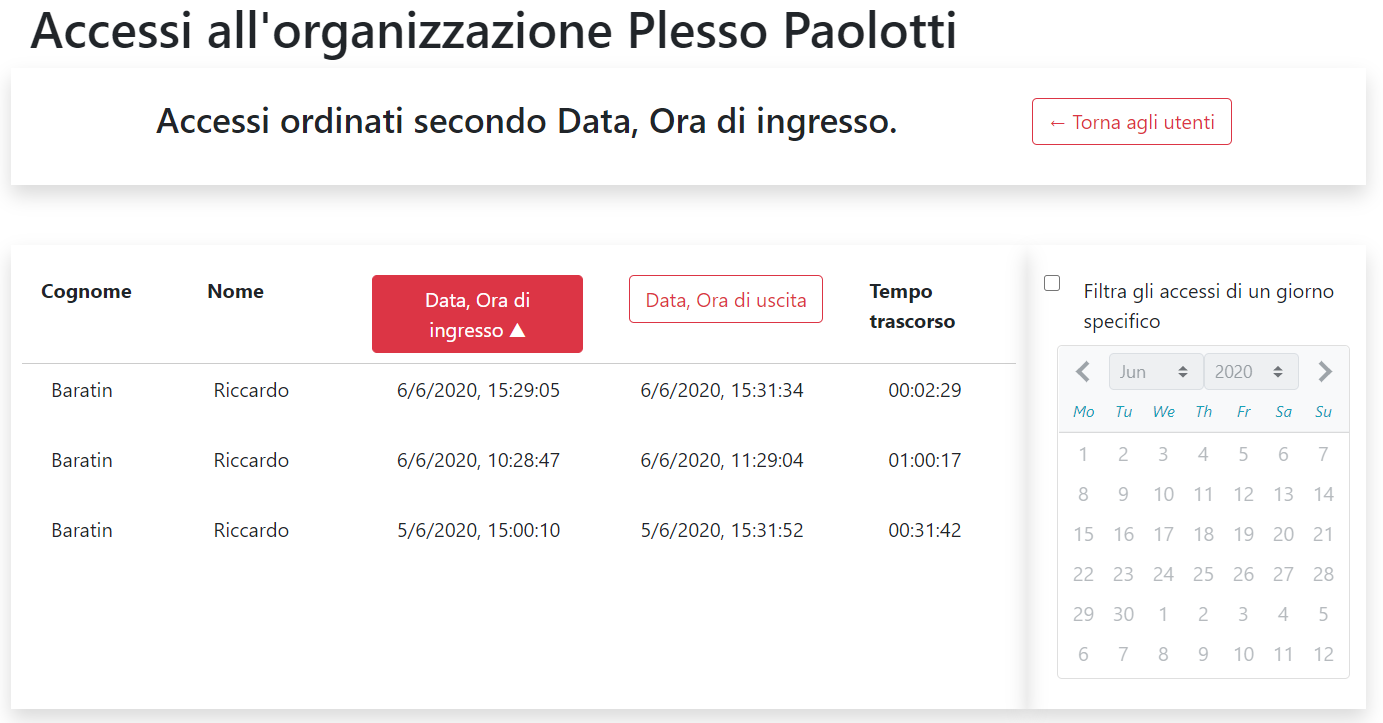 Accessi all'organizzazione Plesso Paolotti
Accessi ordinati secondo Data, Ora di ingresso.
← Torna agli utenti
Cognome Nome Data, Ora di ingresso ▲ Data, Ora di uscita Tempo trascorso
Baratin Riccardo 6/6/2020, 15:29:05 6/6/2020, 15:31:34 00:02:29
Baratin Riccardo 6/6/2020, 10:28:47 6/6/2020, 11:29:04 01:00:17
Baratin Riccardo 5/6/2020, 15:00:10 5/6/2020, 15:31:52 00:31:42
Filtra gli accessi di un giorno
specifico
Jun 2020
Mo Tu We Th Fr Sa Su
1 2 3 4 5 6 7
8 9 10 11 12 13 14
15 16 17 18 19 20 21
22 23 24 25 26 27 28
29 30 1 2 3 4 5
6 7 8 9 10 11 12